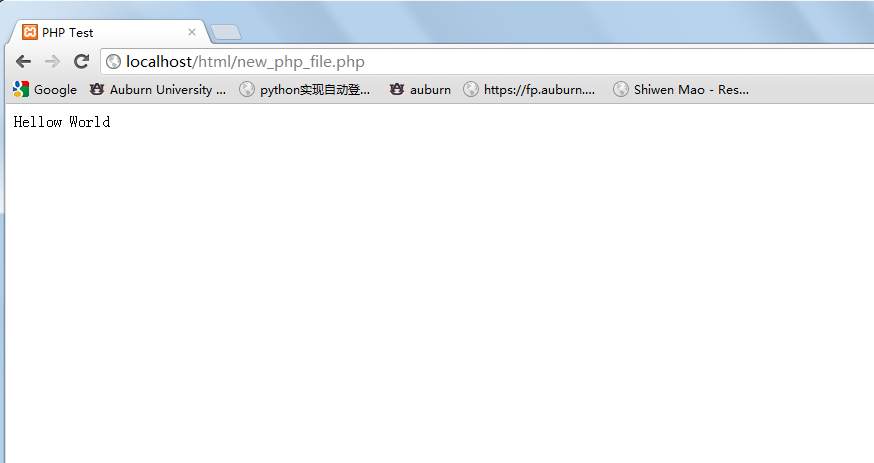 PHP Test
localhost/html/new_php_file.php
Google Auburn University ... python实现自动登... auburn https://fp.auburn.... Shiwen Mao - Res...
Hellow World